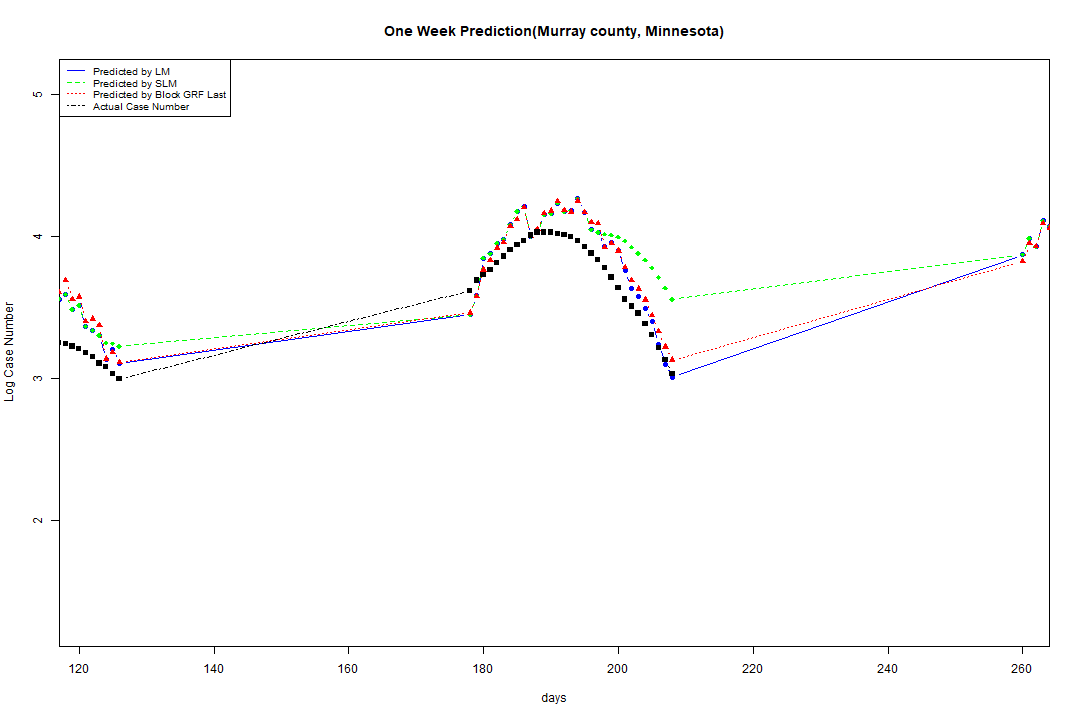 One Week Prediction(Murray county, Minnesota)
Predicted by LM
Predicted by SLM
Predicted by Block GRF Last
Actual Case Number
5
4
3
2
Log Case Number
120 140 160 180 200 220 240 260
days